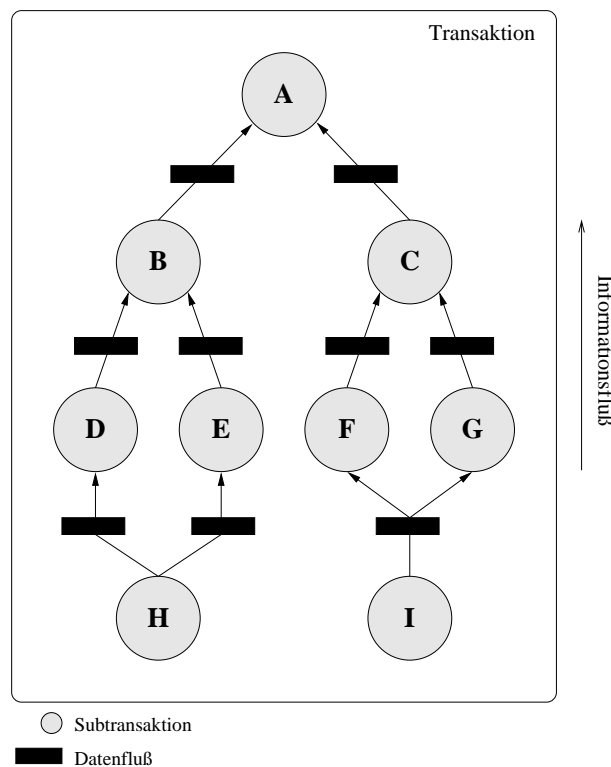 Transaktion
A
B
C
Informationsfluß
D
E
F
G
H
I
Subtransaktion
Datenfluß